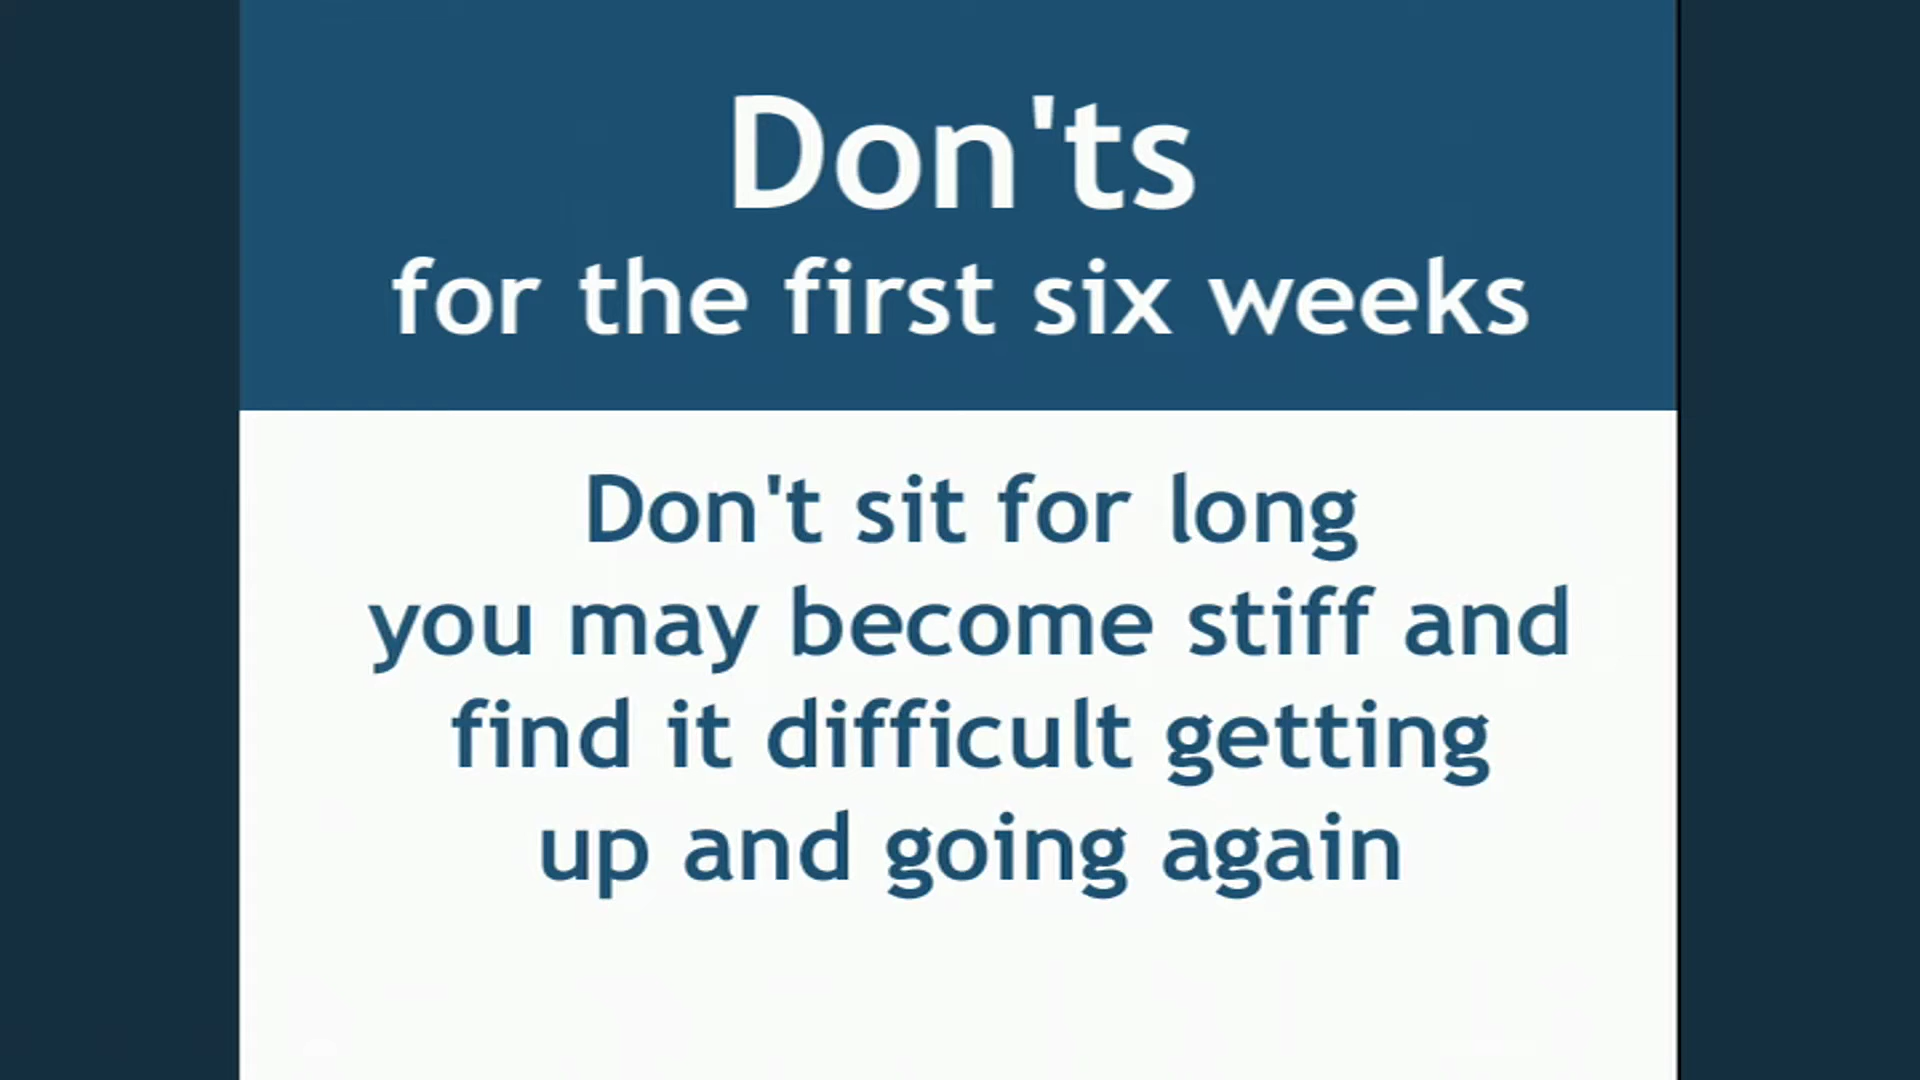 Don'ts
for the first six weeks
Don't sit for long
you may become stiff and
find it difficult getting
up and going again